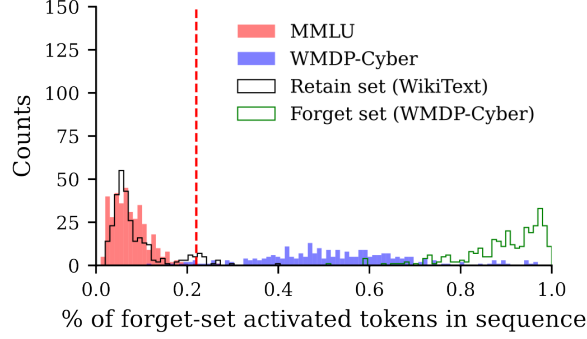 150
125
100
75
50
25
0
Counts
MMLU
WMDP-Cyber
Retain set (WikiText)
Forget set (WMDP-Cyber)
0.0 0.2 0.4 0.6 0.8 1.0
% of forget-set activated tokens in sequence